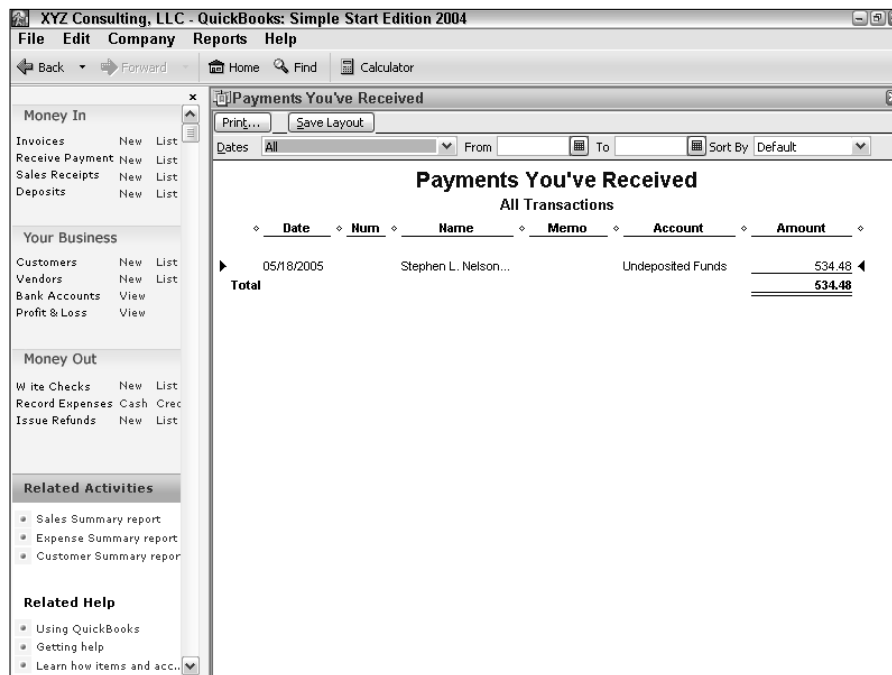 XYZ Consulting, LLC - QuickBooks: Simple Start Edition 2004
File Edit Company Reports Help
Back Forward Home Find Calculator
Money In
Invoices New List
Receive Payment New List
Sales Receipts New List
Deposits New List
Your Business
Customers New List
Vendors New List
Bank Accounts View
Profit & Loss View
Money Out
W ite Checks New List
Record Expenses Cash Cred
Issue Refunds New List
Related Activities
Sales Summary report
Expense Summary report
Customer Summary repor
Related Help
Using QuickBooks
Getting help
Learn how items and acc..
Payments You've Received
Print... Save Layout
Dates All From To Sort By Default
Payments You've Received
All Transactions
Date Num Name Memo Account Amount
05/18/2005 Stephen L. Nelson... Undeposited Funds 534.48
Total 534.48